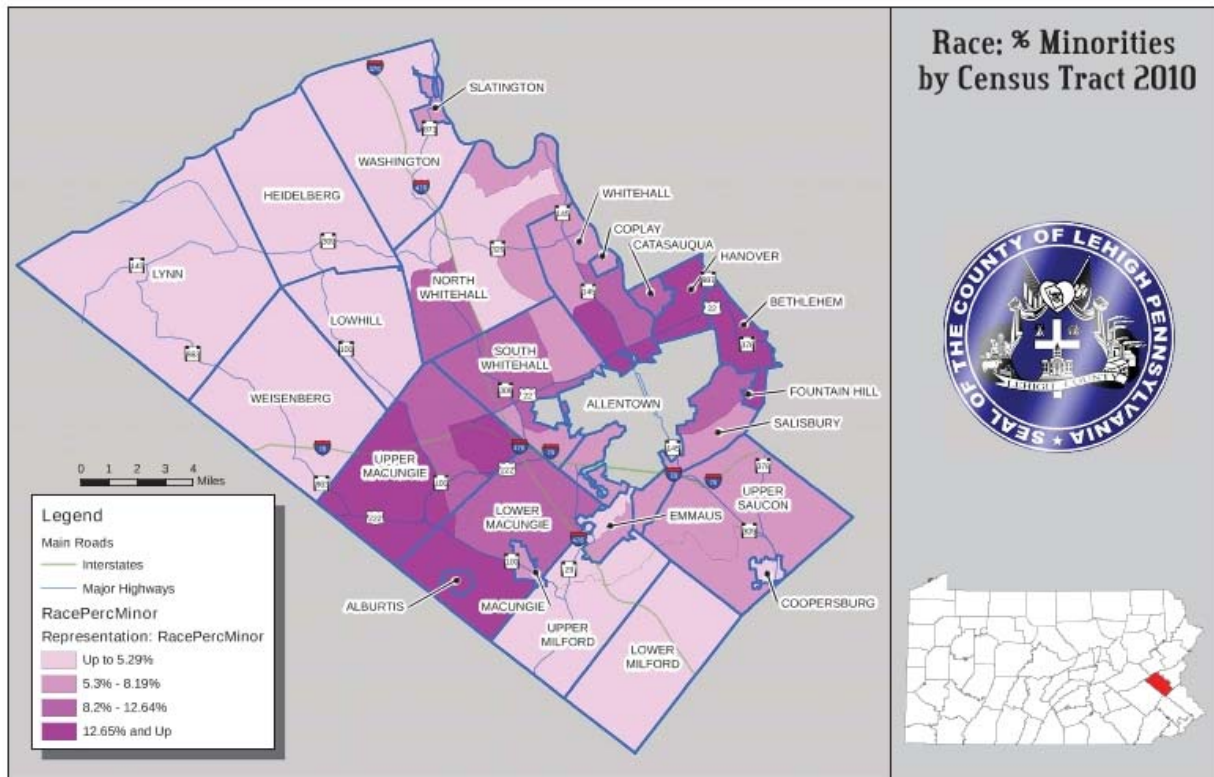 Race: % Minorities
by Census Tract 2010
SLATINGTON
WASHINGTON
HEIDELBERG
WHITEHALL
COPLAY
CATASAUQUA
HANOVER
LYNN
NORTH
WHITEHALL
BETHLEHEM
LOWHILL
SOUTH
WHITEHALL
FOUNTAIN HILL
WEISENBERG
ALLENTOWN
SALISBURY
UPPER
MACUNGIE
UPPER
SAUCON
LOWER
MACUNGIE
EMMAUS
ALBURTIS
MACUNGIE
COOPERSBURG
UPPER
MILFORD
LOWER
MILFORD
0 1 2 3 4
Miles
Legend
Main Roads
Interstates
Major Highways
RacePercMinor
Representation: RacePercMinor
Up to 5.29%
5.3% - 8.19%
8.2% - 12.64%
12.65% and Up
SEAL OF THE COUNTY OF LEHIGH PENNSYLVANIA
LEHIGH COUNTY